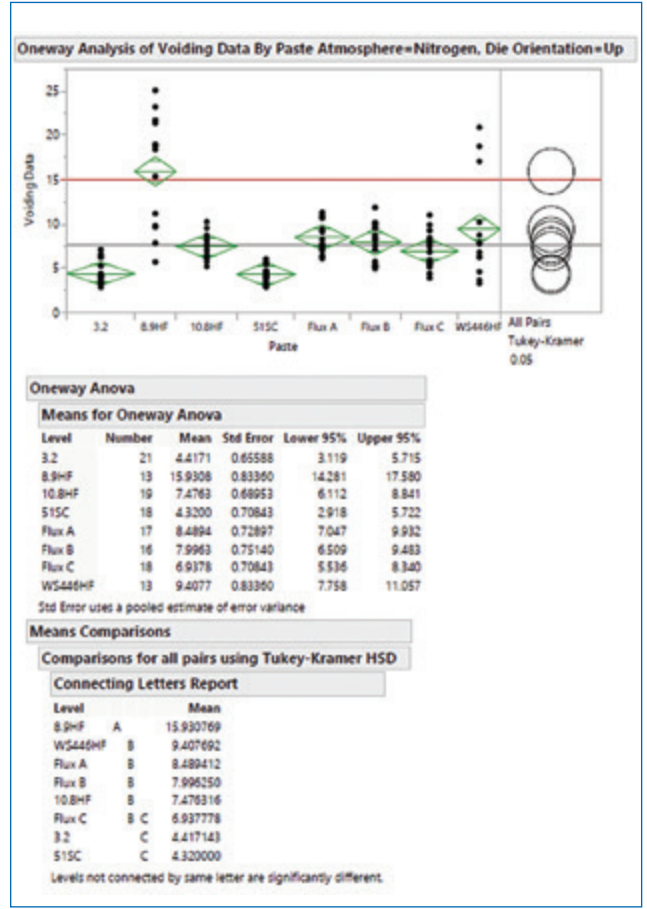 Oneway Analysis of Voiding Data By Paste Atmosphere=Nitrogen, Die Orientation=Up
25
20
15
10
5
0
Voiding Data
3.2 8.9HF 10.8HF 515C Flux A Flux B Flux C WS446HF
Paste
All Pairs
Tukey-Kramer
0.05
Oneway Anova
Means for Oneway Anova
Level Number Mean Std Error Lower 95% Upper 95%
3.2 21 4.4171 0.65588 3.119 5.715
8.9HF 13 15.9308 0.83360 14.281 17.580
10.8HF 19 7.4763 0.68953 6.112 8.841
515C 18 4.3200 0.70843 2.918 5.722
Flux A 17 8.4894 0.72897 7.047 9.932
Flux B 16 7.9963 0.75140 6.509 9.483
Flux C 18 6.9378 0.70843 5.536 8.340
WS446HF 13 9.4077 0.83360 7.758 11.057
Std Error uses a pooled estimate of error variance
Means Comparisons
Comparisons for all pairs using Tukey-Kramer HSD
Connecting Letters Report
Level Mean
8.9HF A 15.930769
WS446HF B 9.407692
Flux A B 8.489412
Flux B B 7.996250
10.8HF B 7.476316
Flux C B C 6.937778
3.2 C 4.417143
515C C 4.320000
Levels not connected by same letter are significantly different.